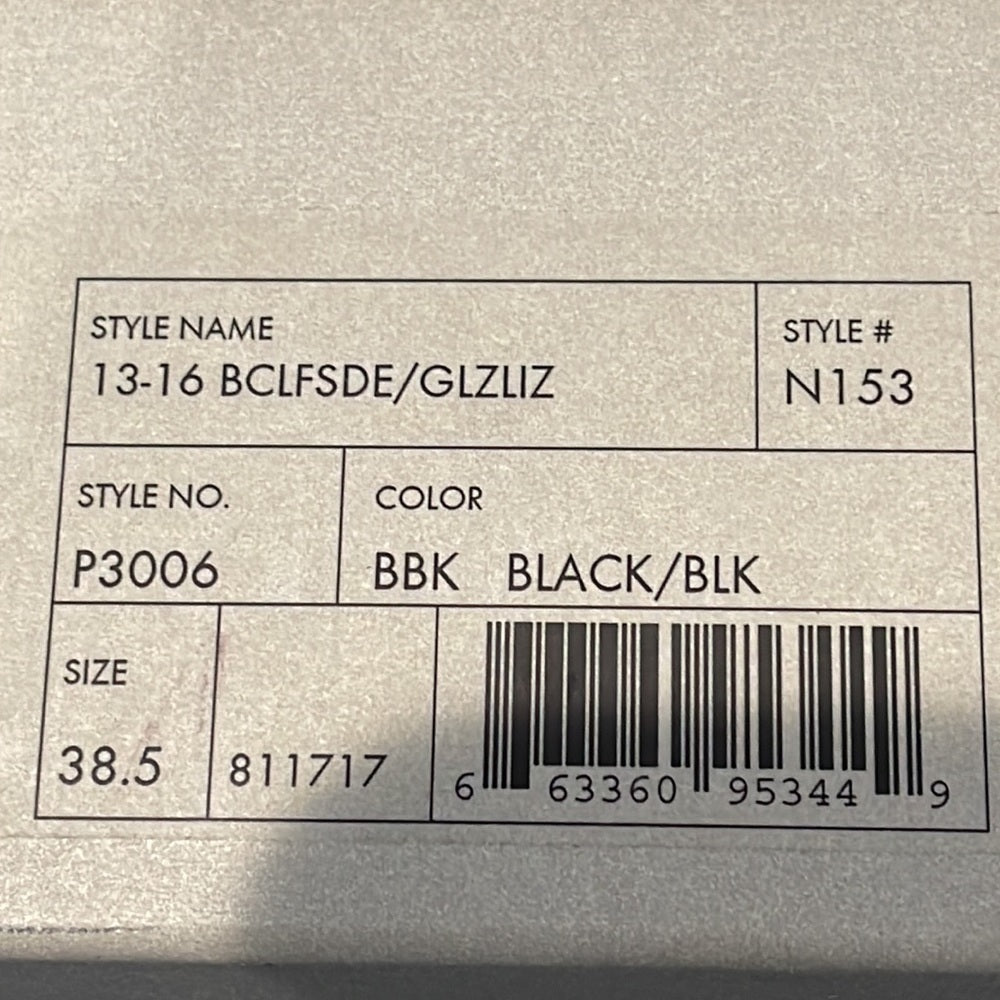 STYLE NAME
13-16 BCLFSDE/GLZLIZ
STYLE #
N153
STYLE NO.
P3006
COLOR
BBK BLACK/BLK
SIZE
38.5
811717
6 63360 95344 9